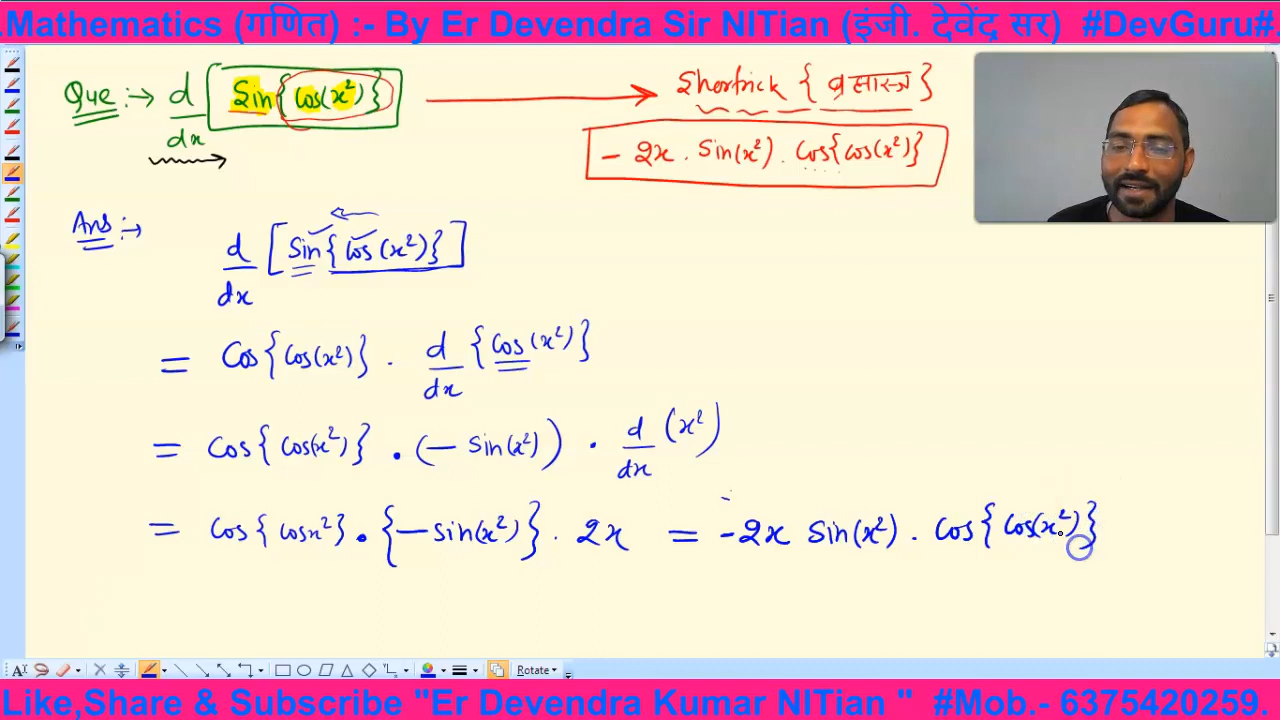 .Mathematics (गणित) :- By Er Devendra Sir NITian (इंजी. देवेंद्र सर) #DevGuru#.
Que :→ d/dx [Sin{cos(x²)}] → Shortrick {ब्रह्मास्त्र}
- 2x . Sin(x²) . Cos{cos(x²)}
Ans :→
d/dx [Sin{cos(x²)}]
= Cos{cos(x²)} . d/dx {cos(x²)}
= Cos{cos(x²)} . (- Sin(x²)) . d/dx (x²)
= Cos{cosx²} . {-sin(x²)} . 2x = -2x Sin(x²) . Cos{cos(x²)}
Rotate
Like,Share & Subscribe "Er Devendra Kumar NITian " #Mob.- 6375420259.